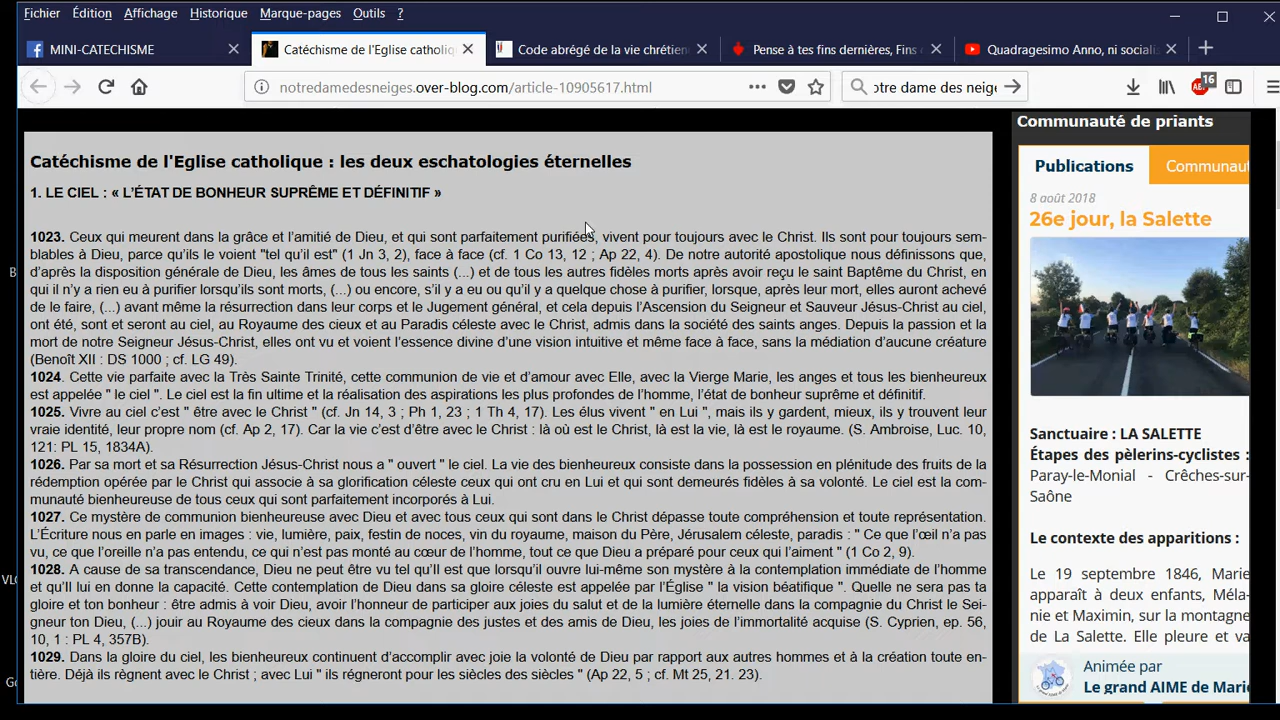 Fichier Édition Affichage Historique Marque-pages Outils ?
MINI-CATECHISME
Catéchisme de l'Eglise catholiq
Code abrégé de la vie chrétien
Pense à tes fins dernières, Fins
Quadragesimo Anno, ni sociali
notredamedesneiges.over-blog.com/article-10905617.html
otre dame des neige
16
Catéchisme de l'Eglise catholique : les deux eschatologies éternelles
1. LE CIEL : « L'ÉTAT DE BONHEUR SUPRÊME ET DÉFINITIF »
1023. Ceux qui meurent dans la grâce et l'amitié de Dieu, et qui sont parfaitement purifiées, vivent pour toujours avec le Christ. Ils sont pour toujours sem-
blables à Dieu, parce qu'ils le voient "tel qu'il est" (1 Jn 3, 2), face à face (cf. 1 Co 13, 12 ; Ap 22, 4). De notre autorité apostolique nous définissons que,
d'après la disposition générale de Dieu, les âmes de tous les saints (...) et de tous les autres fidèles morts après avoir reçu le saint Baptême du Christ, en
qui il n'y a rien eu à purifier lorsqu'ils sont morts, (...) ou encore, s'il y a eu ou qu'il y a quelque chose à purifier, lorsque, après leur mort, elles auront achevé
de le faire, (...) avant même la résurrection dans leur corps et le Jugement général, et cela depuis l'Ascension du Seigneur et Sauveur Jésus-Christ au ciel,
ont été, sont et seront au ciel, au Royaume des cieux et au Paradis céleste avec le Christ, admis dans la société des saints anges. Depuis la passion et la
mort de notre Seigneur Jésus-Christ, elles ont vu et voient l'essence divine d'une vision intuitive et même face à face, sans la médiation d'aucune créature
(Benoît XII : DS 1000 ; cf. LG 49).
1024. Cette vie parfaite avec la Très Sainte Trinité, cette communion de vie et d'amour avec Elle, avec la Vierge Marie, les anges et tous les bienheureux
est appelée " le ciel ". Le ciel est la fin ultime et la réalisation des aspirations les plus profondes de l'homme, l'état de bonheur suprême et définitif.
1025. Vivre au ciel c'est " être avec le Christ " (cf. Jn 14, 3 ; Ph 1, 23 ; 1 Th 4, 17). Les élus vivent " en Lui ", mais ils y gardent, mieux, ils y trouvent leur
vraie identité, leur propre nom (cf. Ap 2, 17). Car la vie c'est d'être avec le Christ : là où est le Christ, là est la vie, là est le royaume. (S. Ambroise, Luc. 10,
121: PL 15, 1834A).
1026. Par sa mort et sa Résurrection Jésus-Christ nous a " ouvert " le ciel. La vie des bienheureux consiste dans la possession en plénitude des fruits de la
rédemption opérée par le Christ qui associe à sa glorification céleste ceux qui ont cru en Lui et qui sont demeurés fidèles à sa volonté. Le ciel est la com-
munauté bienheureuse de tous ceux qui sont parfaitement incorporés à Lui.
1027. Ce mystère de communion bienheureuse avec Dieu et avec tous ceux qui sont dans le Christ dépasse toute compréhension et toute représentation.
L'Écriture nous en parle en images : vie, lumière, paix, festin de noces, vin du royaume, maison du Père, Jérusalem céleste, paradis : " Ce que l'œil n'a pas
vu, ce que l'oreille n'a pas entendu, ce qui n'est pas monté au cœur de l'homme, tout ce que Dieu a préparé pour ceux qui l'aiment " (1 Co 2, 9).
1028. A cause de sa transcendance, Dieu ne peut être vu tel qu'Il est que lorsqu'il ouvre lui-même son mystère à la contemplation immédiate de l'homme
et qu'Il lui en donne la capacité. Cette contemplation de Dieu dans sa gloire céleste est appelée par l'Église " la vision béatifique ". Quelle ne sera pas ta
gloire et ton bonheur : être admis à voir Dieu, avoir l'honneur de participer aux joies du salut et de la lumière éternelle dans la compagnie du Christ le Sei-
gneur ton Dieu, (...) jouir au Royaume des cieux dans la compagnie des justes et des amis de Dieu, les joies de l'immortalité acquise (S. Cyprien, ep. 56,
10, 1 : PL 4, 357B).
1029. Dans la gloire du ciel, les bienheureux continuent d'accomplir avec joie la volonté de Dieu par rapport aux autres hommes et à la création toute en-
tière. Déjà ils règnent avec le Christ ; avec Lui " ils régneront pour les siècles des siècles " (Ap 22, 5 ; cf. Mt 25, 21. 23).
Communauté de priants
Publications
Communaut
8 août 2018
26e jour, la Salette
Sanctuaire : LA SALETTE
Étapes des pèlerins-cyclistes :
Paray-le-Monial - Crêches-sur-
Saône
Le contexte des apparitions :
Le 19 septembre 1846, Marie
apparaît à deux enfants, Méla-
nie et Maximin, sur la montagne
de La Salette. Elle pleure et va
Animée par
Le grand AIME de Marie